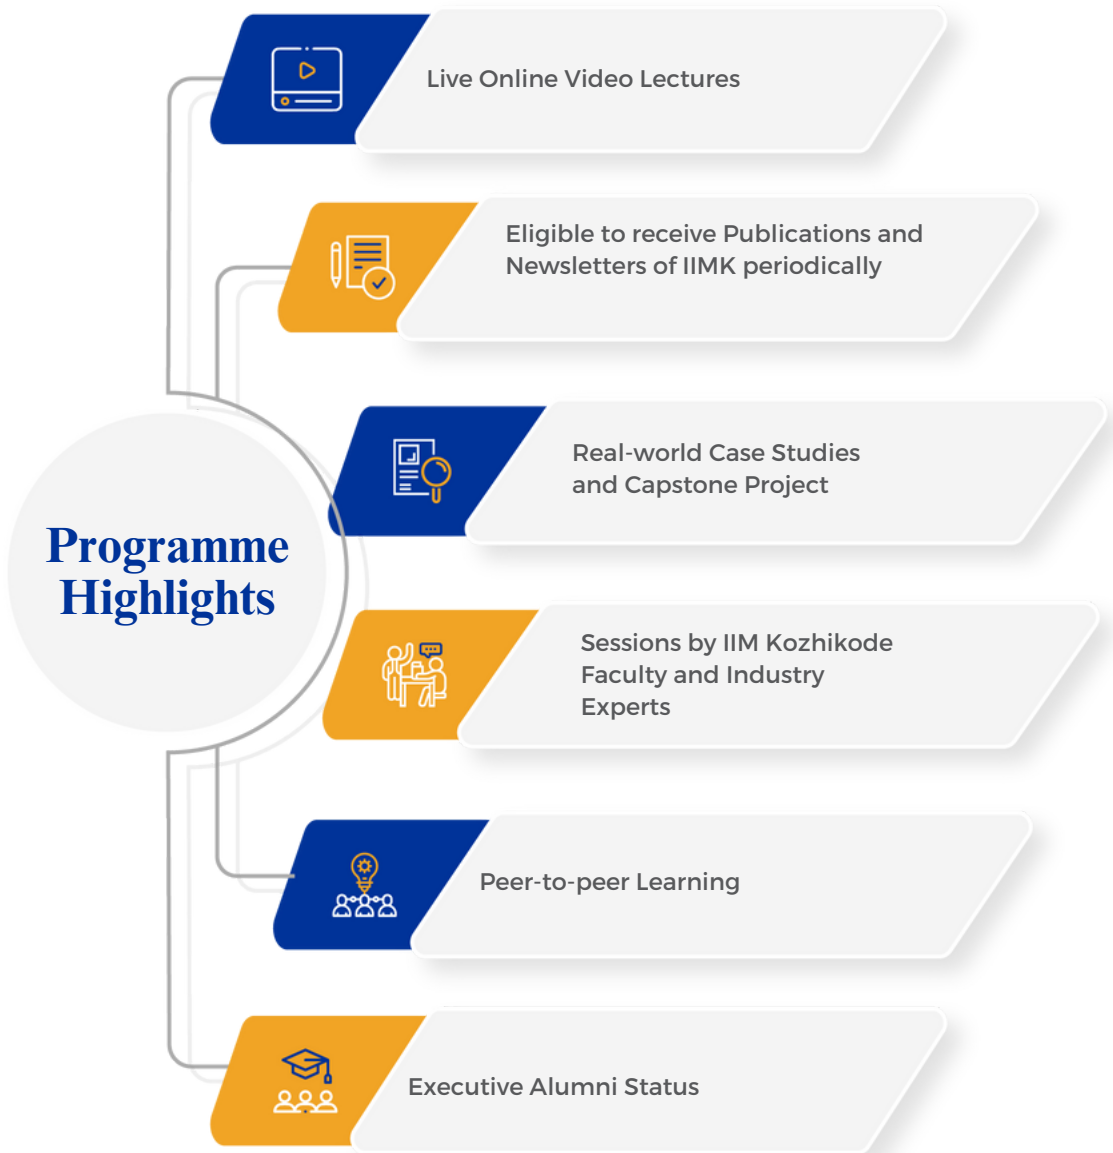 Live Online Video Lectures
Eligible to receive Publications and
Newsletters of IIMK periodically
Real-world Case Studies
and Capstone Project
Programme
Highlights
Sessions by IIM Kozhikode
Faculty and Industry
Experts
Peer-to-peer Learning
Executive Alumni Status